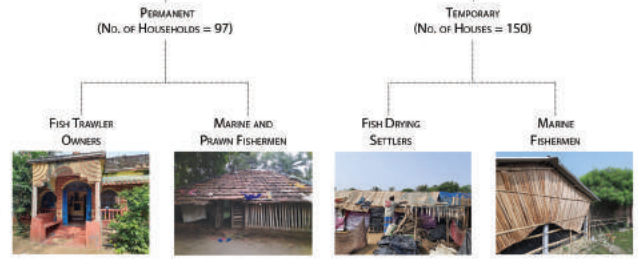 Permanent
(No. of Households = 97)
Temporary
(No. of Houses = 150)
Fish Trawler
Owners
Marine and
Prawn Fishermen
Fish Drying
Settlers
Marine
Fishermen